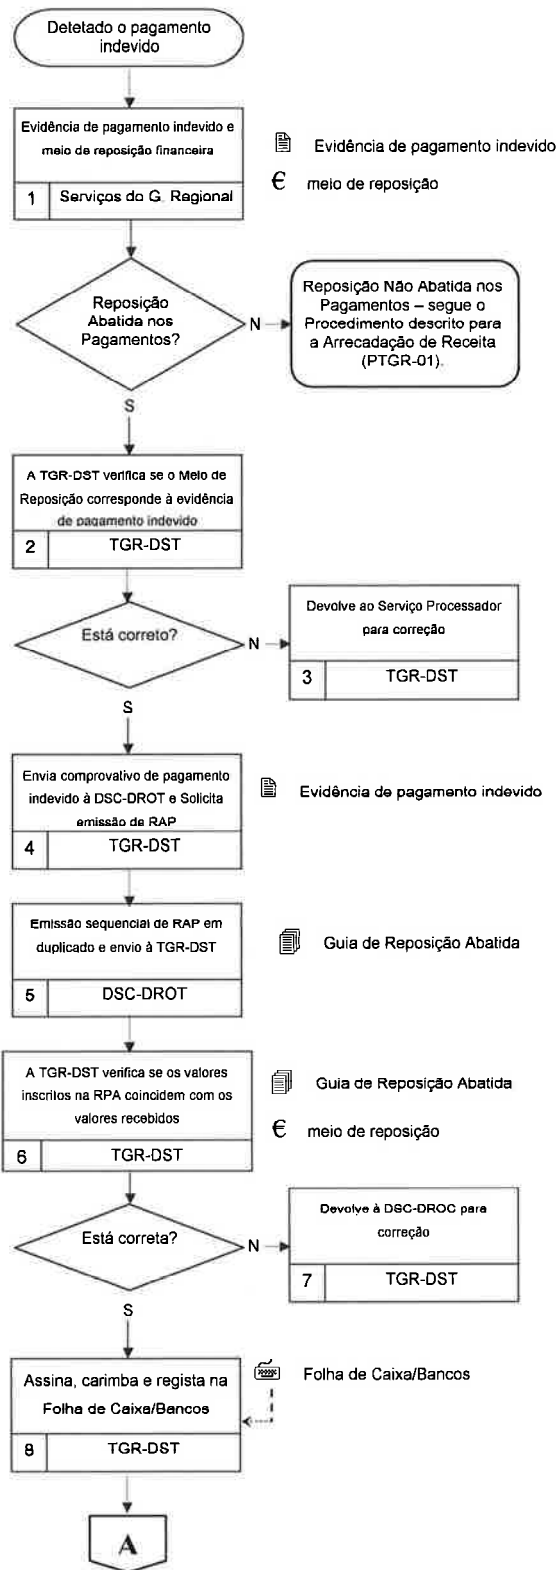 Detetado o pagamento
indevido
Evidência de pagamento indevido e
meio de reposição financeira
1 Serviços do G. Regional
Evidência de pagamento indevido
€ meio de reposição
Reposição
Abatida nos
Pagamentos?
N
Reposição Não Abatida nos
Pagamentos – segue o
Procedimento descrito para
a Arrecadação de Receita
(PTGR-01).
S
A TGR-DST verifica se o Meio de
Reposição corresponde à evidência
de pagamento indevido
2 TGR-DST
Está correto?
N
Devolve ao Serviço Processador
para correção
3 TGR-DST
S
Envia comprovativo de pagamento
indevido à DSC-DROT e Solicita
emissão de RAP
4 TGR-DST
Evidência de pagamento indevido
Emissão sequencial de RAP em
duplicado e envio à TGR-DST
5 DSC-DROT
Guia de Reposição Abatida
A TGR-DST verifica se os valores
inscritos na RPA coincidem com os
valores recebidos
6 TGR-DST
Guia de Reposição Abatida
€ meio de reposição
Está correta?
N
Devolve à DSC-DROC para
correção
7 TGR-DST
S
Assina, carimba e regista na
Folha de Caixa/Bancos
8 TGR-DST
Folha de Caixa/Bancos
A